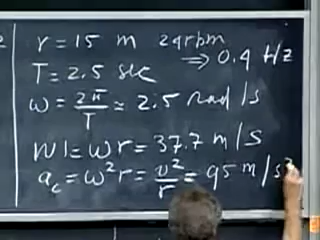 r = 15 m 24 rpm
⇒ 0.4 Hz
T = 2.5 sec
ω = 2π/T ≃ 2.5 rad/s
|v| = ωr = 37.7 m/s
a_c = ω²r = v²/r = 95 m/s²